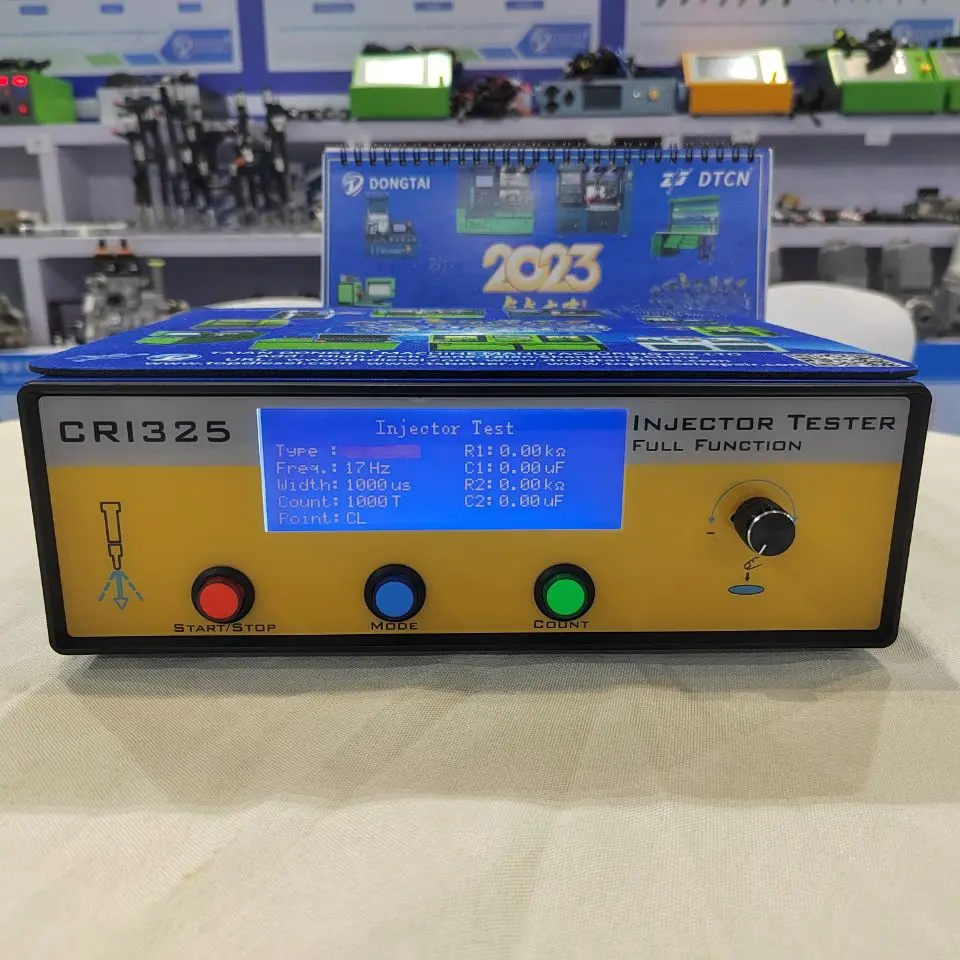 DONGTAI
DTCN
2023
CRI325
INJECTOR TESTER
FULL FUNCTION
Injector Test
Type :
Freq.: 17 Hz
Width: 1000 us
Count: 1000 T
Point: CL
R1: 0.00 kΩ
C1: 0.00 uF
R2: 0.00 kΩ
C2: 0.00 uF
-
START/STOP
MODE
COUNT